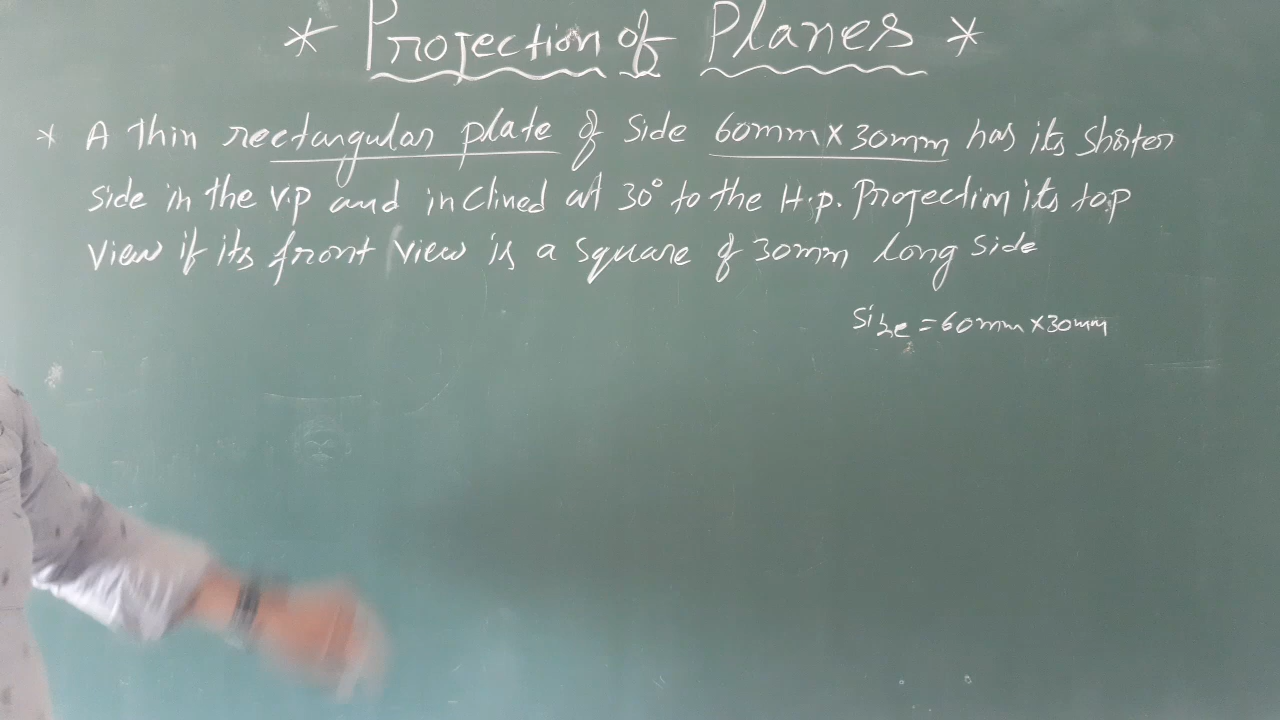 * Projection of Planes *
* A thin rectangular plate of side 60mm x 30mm has its shorter
side in the V.P and inclined at 30° to the H.p. Projection its top
view if its front view is a square of 30mm long side
Size = 60mm x 30mm